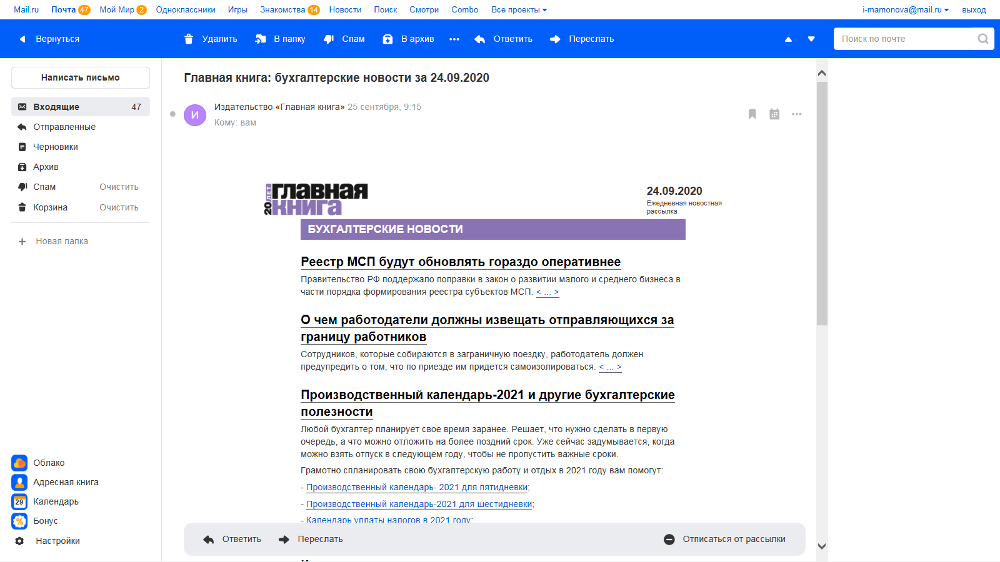 Mail.ru Почта 47 Мой Мир 2 Одноклассники Игры Знакомства 14 Новости Поиск Смотри Combo Все проекты i-mamonova@mail.ru выход
Вернуться Удалить В папку Спам В архив Ответить Переслать Поиск по почте
Написать письмо
Входящие 47
Отправленные
Черновики
Архив
Спам Очистить
Корзина Очистить
Новая папка
Облако
Адресная книга
29 Календарь
% Бонус
Настройки
Главная книга: бухгалтерские новости за 24.09.2020
И
Издательство «Главная книга» 25 сентября, 9:15
Кому: вам
20 ЛЕТ
главная
книга
24.09.2020
Ежедневная новостная
рассылка
БУХГАЛТЕРСКИЕ НОВОСТИ
Реестр МСП будут обновлять гораздо оперативнее
Правительство РФ поддержало поправки в закон о развитии малого и среднего бизнеса в
части порядка формирования реестра субъектов МСП. < ... >
О чем работодатели должны извещать отправляющихся за
границу работников
Сотрудников, которые собираются в заграничную поездку, работодатель должен
предупредить о том, что по приезде им придется самоизолироваться. < ... >
Производственный календарь-2021 и другие бухгалтерские
полезности
Любой бухгалтер планирует свое время заранее. Решает, что нужно сделать в первую
очередь, а что можно отложить на более поздний срок. Уже сейчас задумывается, когда
можно взять отпуск в следующем году, чтобы не пропустить важные сроки.
Грамотно спланировать свою бухгалтерскую работу и отдых в 2021 году вам помогут:
- Производственный календарь- 2021 для пятидневки;
- Производственный календарь-2021 для шестидневки;
- Календарь уплаты налогов в 2021 году;
Ответить Переслать Отписаться от рассылки